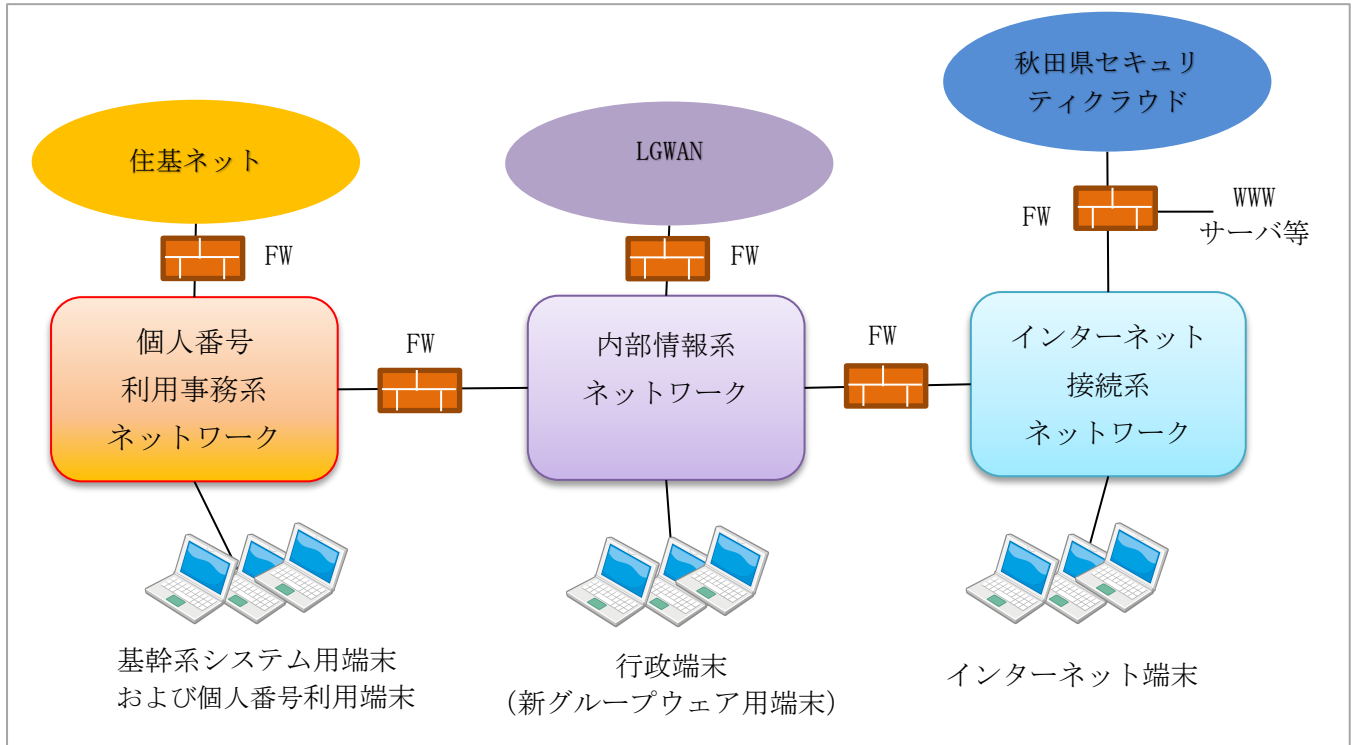 秋田県セキュリ
ティクラウド
住基ネット
LGWAN
FW
FW
FW
WWW
サーバ等
個人番号
利用事務系
ネットワーク
FW
内部情報系
ネットワーク
FW
インターネット
接続系
ネットワーク
基幹系システム用端末
および個人番号利用端末
行政端末
(新グループウェア用端末)
インターネット端末